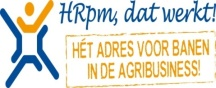 HRpm, dat werkt!
HÉT ADRES VOOR BANEN
IN DE AGRIBUSINESS!